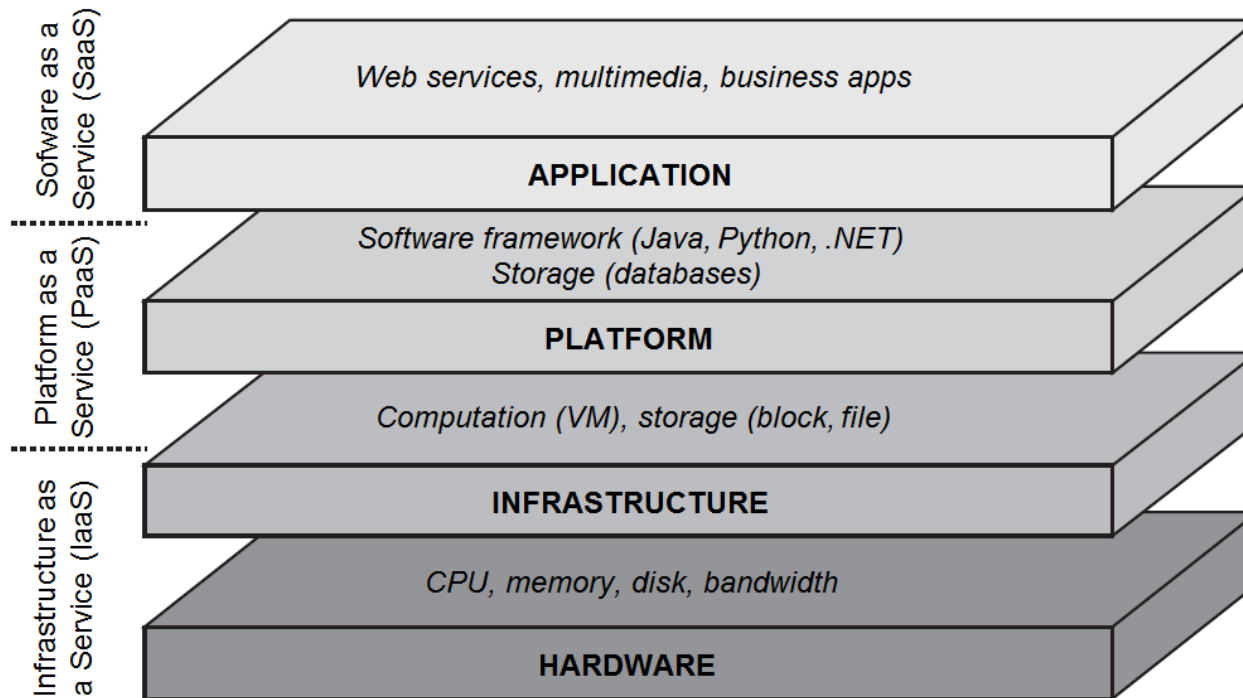 Sofware as a
Service (SaaS)
Web services, multimedia, business apps
APPLICATION
Platform as a
Service (PaaS)
Software framework (Java, Python, .NET)
Storage (databases)
PLATFORM
Infrastructure as
a Service (IaaS)
Computation (VM), storage (block, file)
INFRASTRUCTURE
CPU, memory, disk, bandwidth
HARDWARE